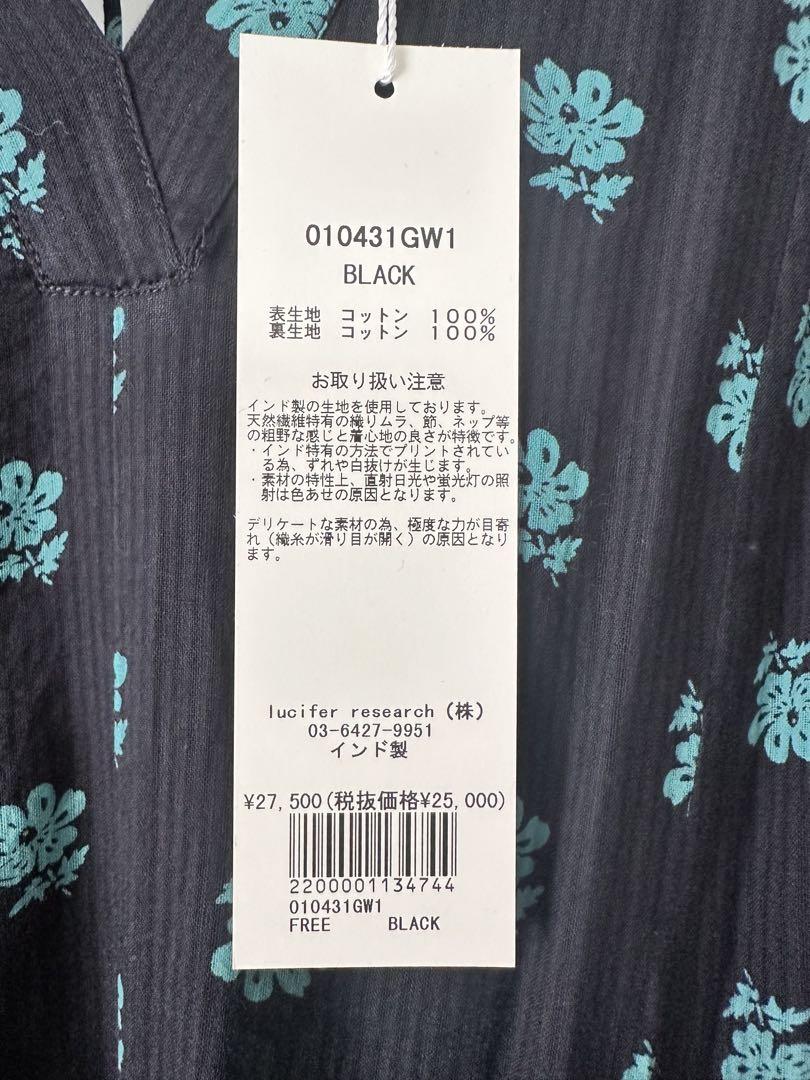 010431GW1
BLACK
表生地 コットン 100%
裏生地 コットン 100%
お取り扱い注意
インド製の生地を使用しております。
天然繊維特有の織りムラ、節、ネップ等
の粗野な感じと着心地の良さが特徴です。
・インド特有の方法でプリントされてい
る為、ずれや白抜けが生じます。
・素材の特性上、直射日光や蛍光灯の照
射は色あせの原因となります。
デリケートな素材の為、極度な力が目寄
れ(織糸が滑り目が開く)の原因となり
ます。
lucifer research(株)
03-6427-9951
インド製
¥27,500(税抜価格¥25,000)
2200001134744
010431GW1
FREE BLACK